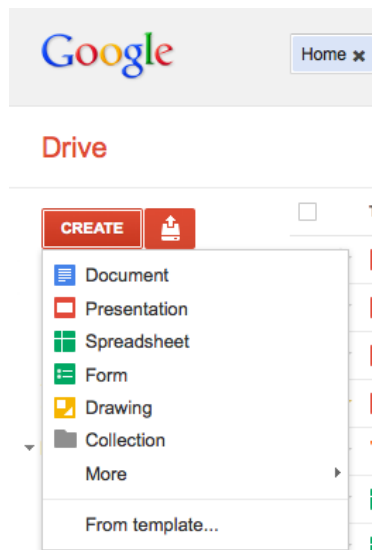 Google
Home x
Drive
CREATE
Document
Presentation
Spreadsheet
Form
Drawing
Collection
More
From template...